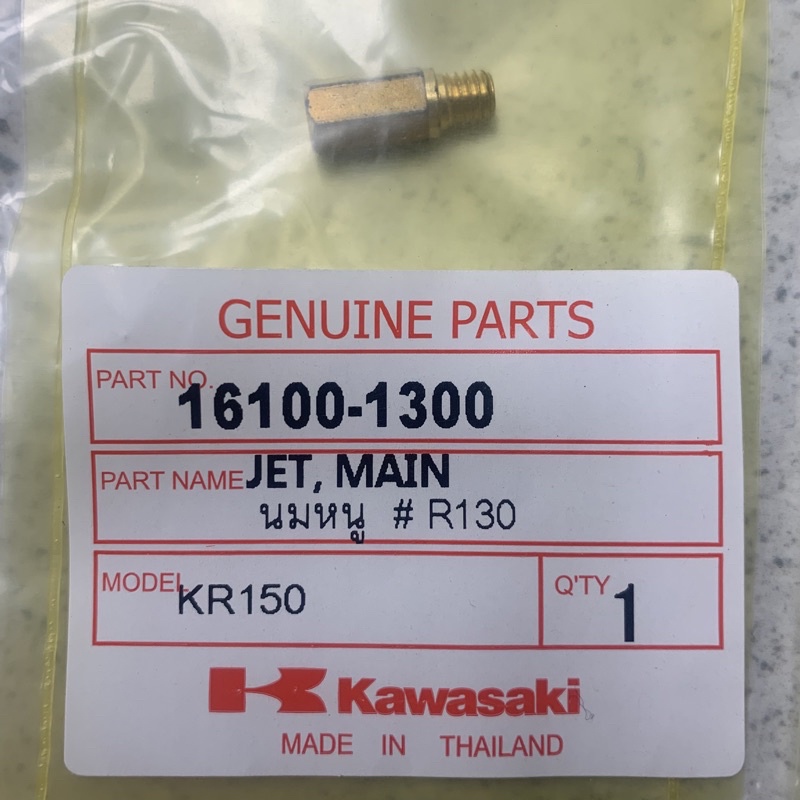 GENUINE PARTS
PART NO. 16100-1300
PART NAME JET, MAIN
นมหนู # R130
MODEL KR150 Q'TY 1
Kawasaki
MADE IN THAILAND